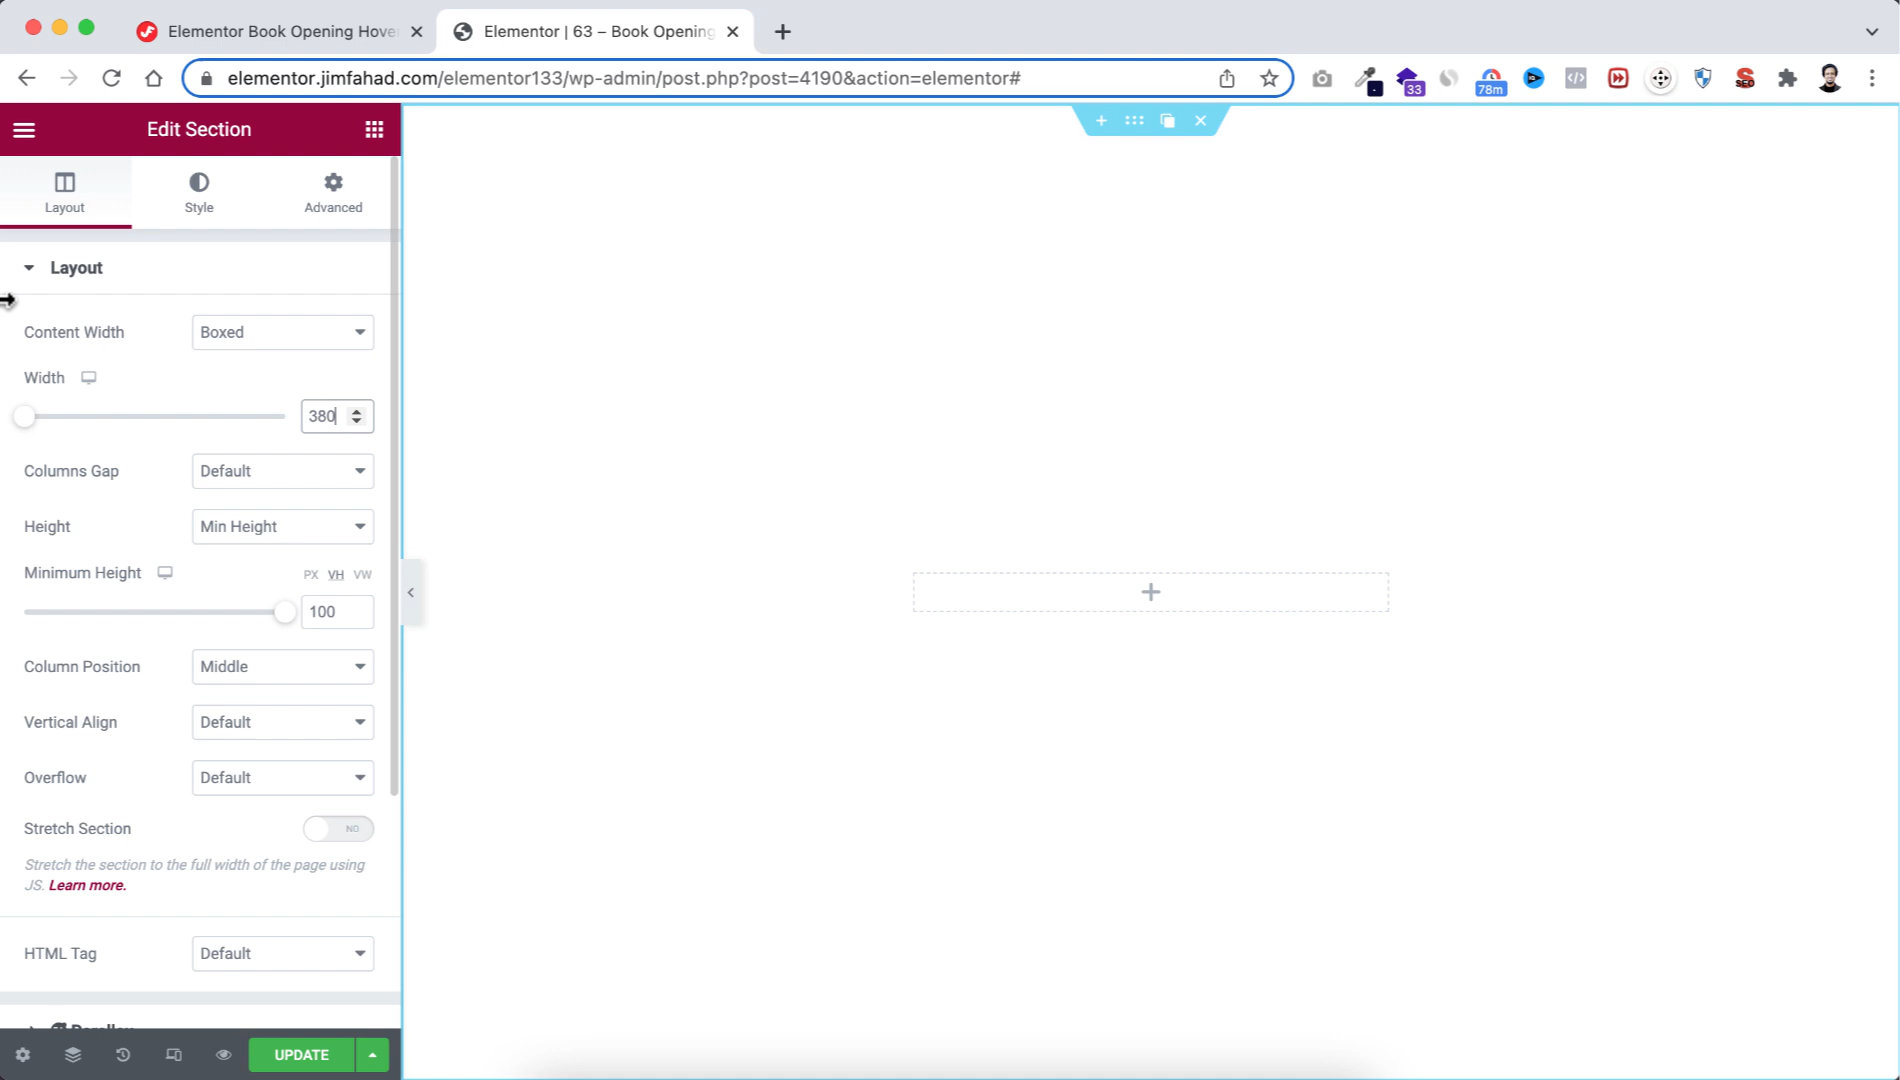 Elementor Book Opening Hove
Elementor | 63 – Book Opening
elementor.jimfahad.com/elementor133/wp-admin/post.php?post=4190&action=elementor#
33
78m
SEO
Edit Section
Layout
Style
Advanced
Layout
Content Width
Boxed
Width
380
Columns Gap
Default
Height
Min Height
Minimum Height
PX VH VW
100
Column Position
Middle
Vertical Align
Default
Overflow
Default
Stretch Section
NO
Stretch the section to the full width of the page using
JS. Learn more.
HTML Tag
Default
Parallax
UPDATE